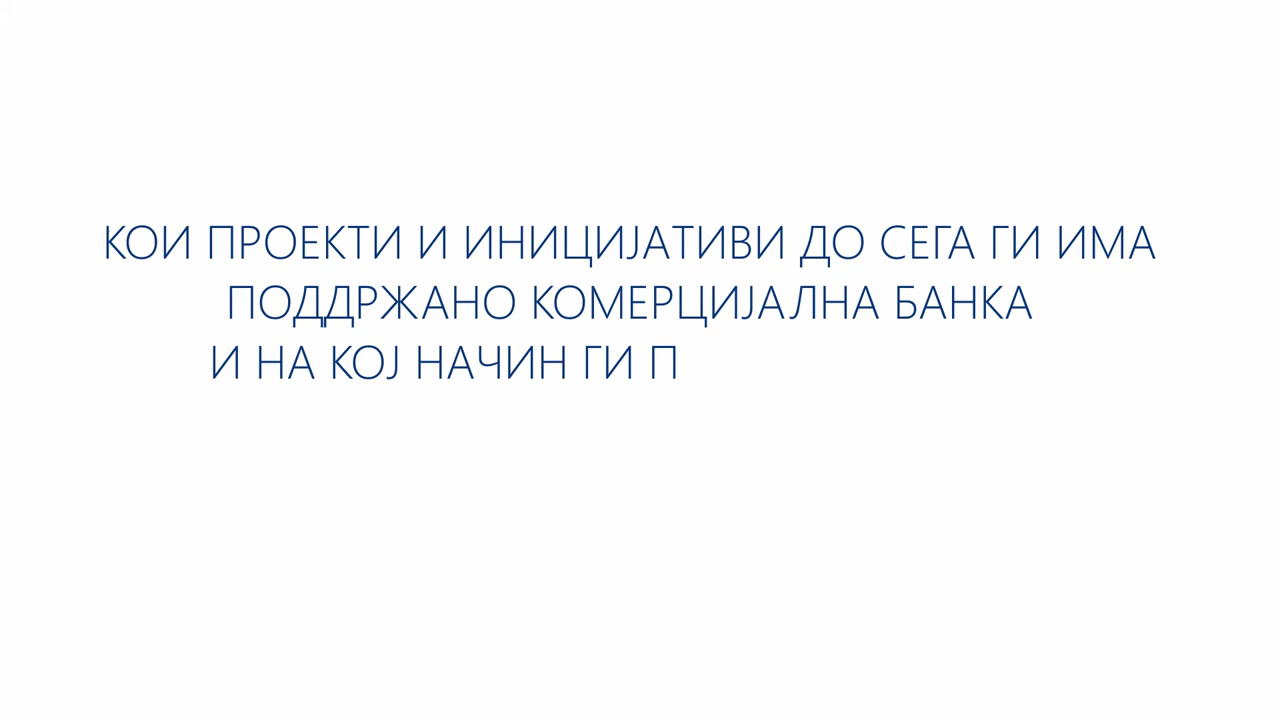 КОИ ПРОЕКТИ И ИНИЦИЈАТИВИ ДО СЕГА ГИ ИМА
ПОДДРЖАНО КОМЕРЦИЈАЛНА БАНКА
И НА КОЈ НАЧИН ГИ П